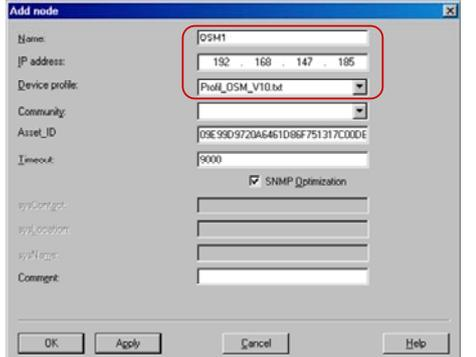 Add node
Name: OSM1
IP address: 192 . 168 . 147 . 185
Device profile: Profil_OSM_V10.txt
Community:
Asset_ID 09E99D9720A6461D86F751317C00DE
Timeout: 9000
SNMP Optimization
sysContact:
sysLocation:
sysName:
Comment:
OK Apply Cancel Help